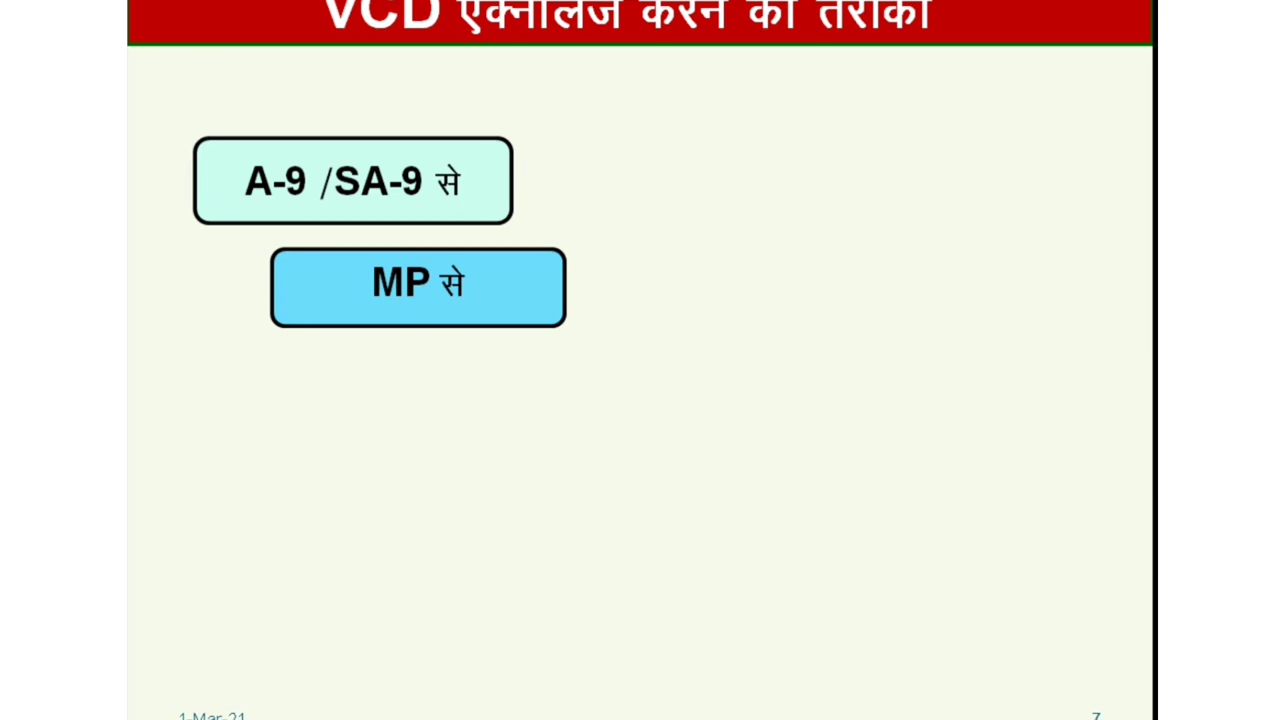 VCD एक्नॉलेज करने का तरीका
A-9 /SA-9 से
MP से
1-Mar-21
7